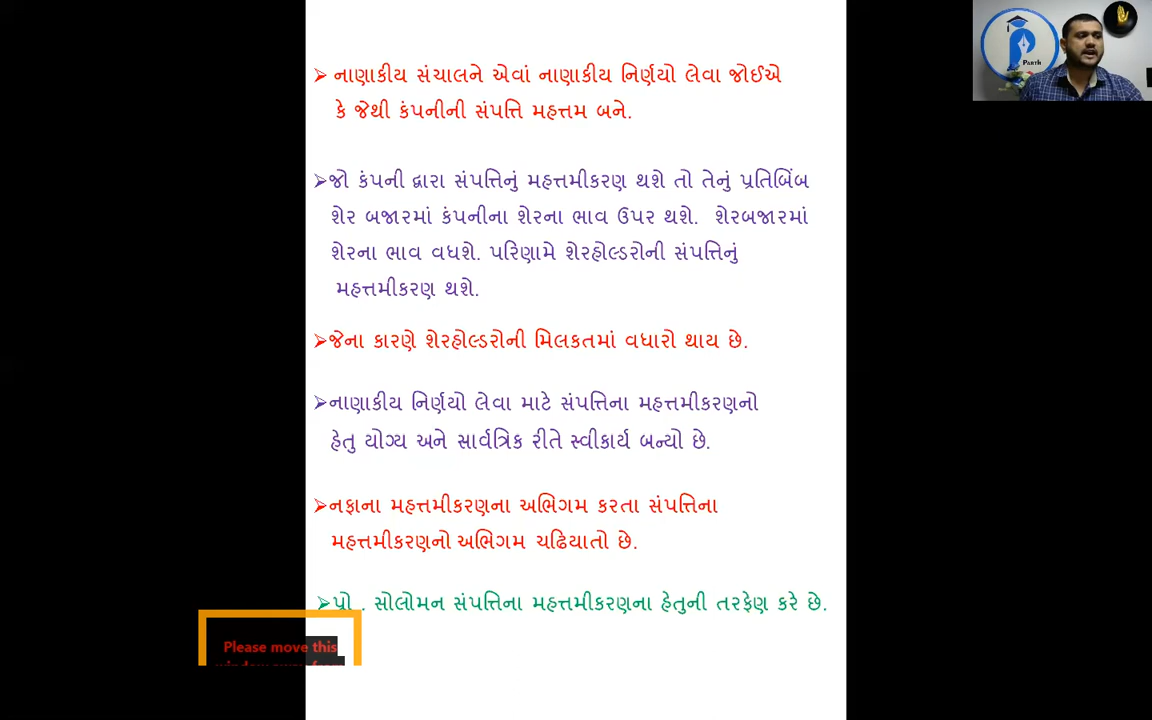 ➢ નાણાકીય સંચાલને એવાં નાણાકીય નિર્ણયો લેવા જોઈએ
કે જેથી કંપનીની સંપત્તિ મહત્તમ બને.
➢જો કંપની દ્વારા સંપત્તિનું મહત્તમીકરણ થશે તો તેનું પ્રતિબિંબ
શેર બજારમાં કંપનીના શેરના ભાવ ઉપર થશે. શેરબજારમાં
શેરના ભાવ વધશે. પરિણામે શેરહોલ્ડરોની સંપત્તિનું
મહત્તમીકરણ થશે.
➢જેના કારણે શેરહોલ્ડરોની મિલકતમાં વધારો થાય છે.
➢નાણાકીય નિર્ણયો લેવા માટે સંપત્તિના મહત્તમીકરણનો
હેતુ યોગ્ય અને સાર્વત્રિક રીતે સ્વીકાર્ય બન્યો છે.
➢નફાના મહત્તમીકરણના અભિગમ કરતા સંપત્તિના
મહત્તમીકરણનો અભિગમ ચઢિયાતો છે.
➢પ્રો . સોલોમન સંપત્તિના મહત્તમીકરણના હેતુની તરફેણ કરે છે.
Please move this
Parth